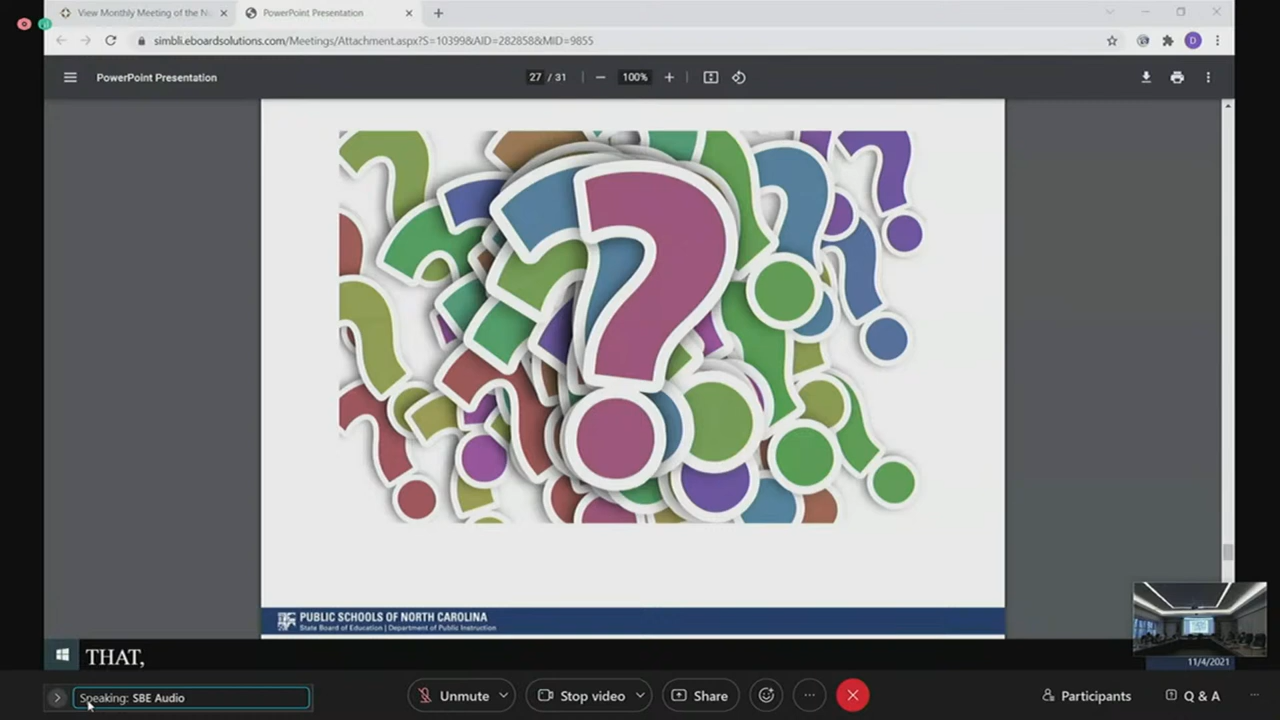 View Monthly Meeting of the N
PowerPoint Presentation
simbli.eboardsolutions.com/Meetings/Attachment.aspx?S=10399&AID=282858&MID=9855
PowerPoint Presentation
27 / 31
100%
PUBLIC SCHOOLS OF NORTH CAROLINA
State Board of Education | Department of Public Instruction
THAT,
11/4/2021
Speaking: SBE Audio
Unmute
Stop video
Share
Participants
Q & A